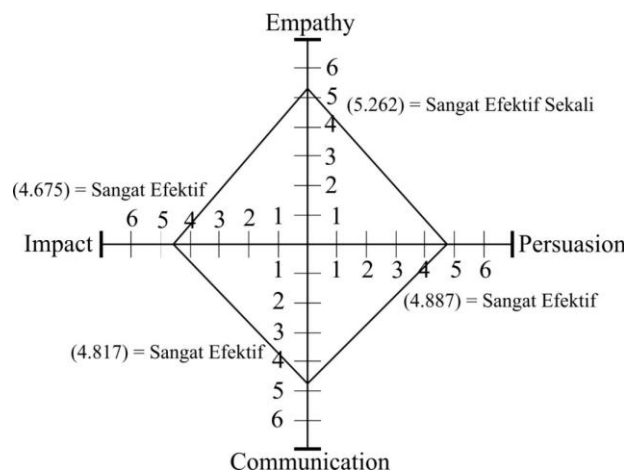 Empathy
6
5
(5.262) = Sangat Efektif Sekali
4
3
2
(4.675) = Sangat Efektif
6 5 4 3 2 1 1
Impact
Persuasion
1 1 2 3 4 5 6
2
(4.887) = Sangat Efektif
3
(4.817) = Sangat Efektif
4
5
6
Communication